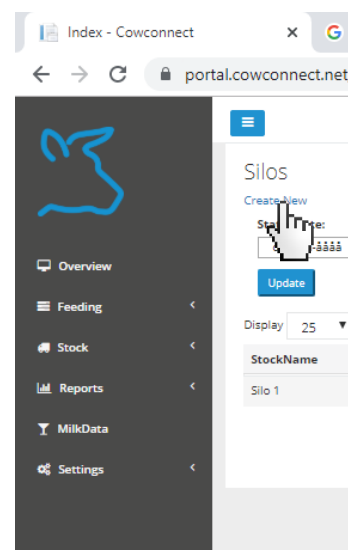 Index - Cowconnect
portal.cowconnect.net
Silos
Create New
Overview
Update
Feeding
Display 25
Stock
StockName
Reports
Silo 1
MilkData
Settings